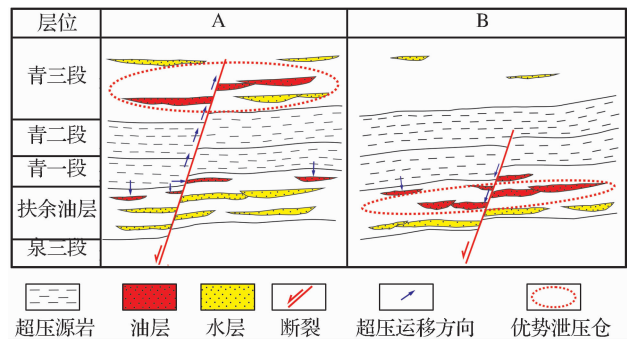 层位 A B
青三段
青二段
青一段
扶余油层
泉三段
超压源岩 油层 水层 断裂 超压运移方向 优势泄压仓